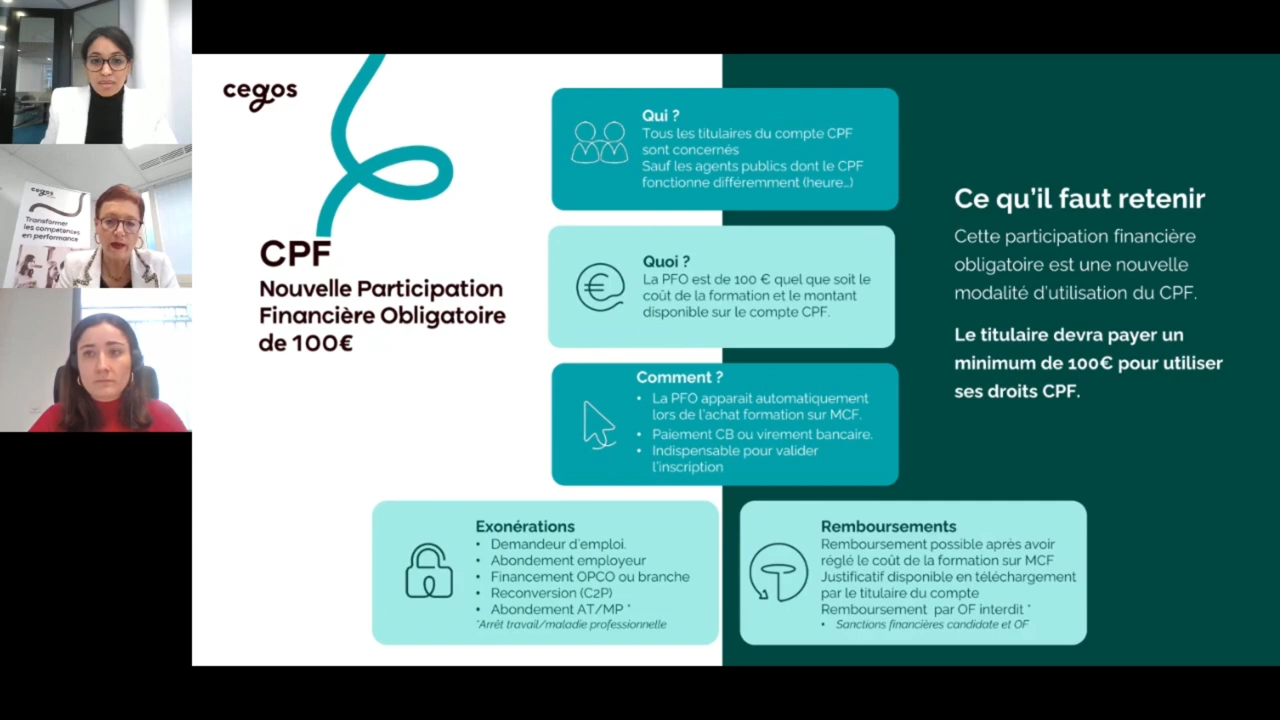 cegos
Transformer
les compétences
en performance
cegos
CPF
Nouvelle Participation
Financière Obligatoire
de 100€
Qui ?
Tous les titulaires du compte CPF
sont concernés
Sauf les agents publics dont le CPF
fonctionne différemment (heure...)
Quoi ?
La PFO est de 100 € quel que soit le
coût de la formation et le montant
disponible sur le compte CPF.
Comment ?
• La PFO apparait automatiquement
lors de l'achat formation sur MCF.
• Paiement CB ou virement bancaire.
• Indispensable pour valider
l'inscription
Exonérations
• Demandeur d'emploi.
• Abondement employeur
• Financement OPCO ou branche
• Reconversion (C2P)
• Abondement AT/MP *
*Arrêt travail/maladie professionnelle
Remboursements
Remboursement possible après avoir
réglé le coût de la formation sur MCF
Justificatif disponible en téléchargement
par le titulaire du compte
Remboursement par OF interdit *
• Sanctions financières candidate et OF
Ce qu'il faut retenir
Cette participation financière
obligatoire est une nouvelle
modalité d'utilisation du CPF.
Le titulaire devra payer un
minimum de 100€ pour utiliser
ses droits CPF.